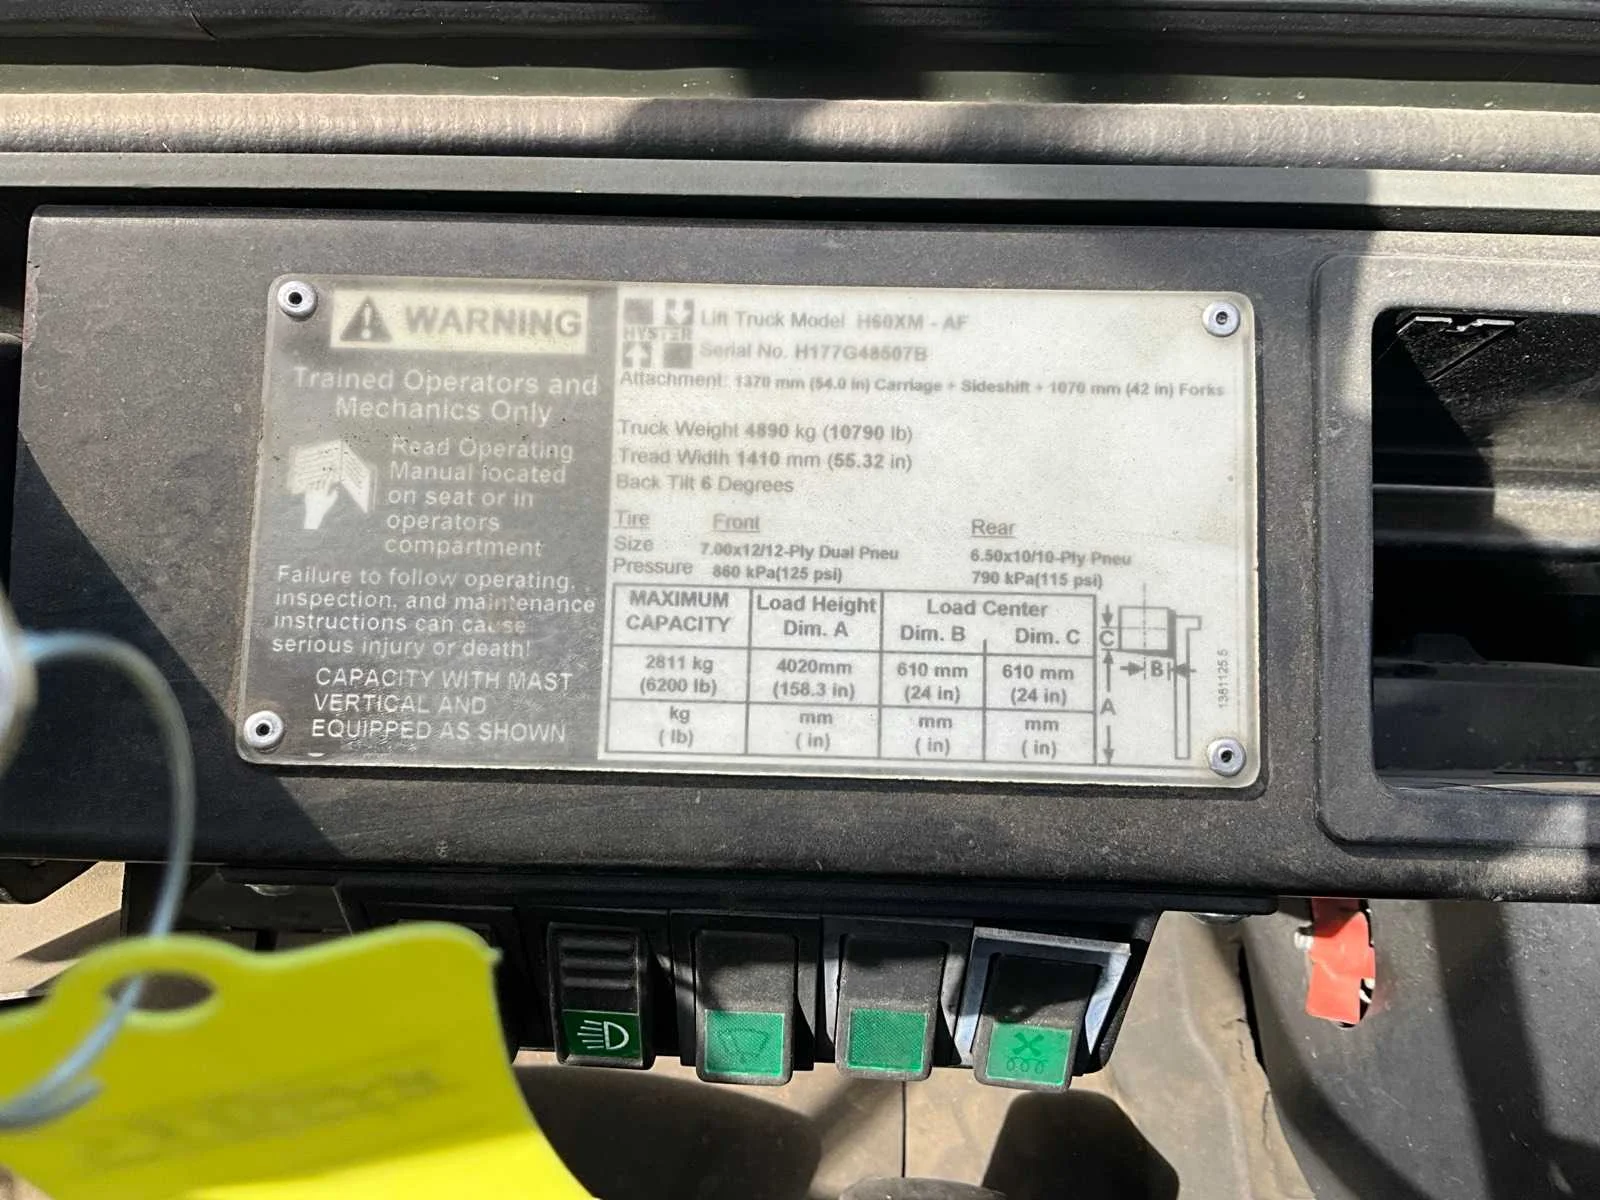 WARNING
Trained Operators and
Mechanics Only
Read Operating
Manual located
on seat or in
operators
compartment
Failure to follow operating,
inspection, and maintenance
instructions can cause
serious injury or death!
CAPACITY WITH MAST
VERTICAL AND
EQUIPPED AS SHOWN
HYSTER
Lift Truck Model H60XM - AF
Serial No. H177G48507B
Attachment: 1370 mm (54.0 in) Carriage + Sideshift + 1070 mm (42 in) Forks
Truck Weight 4890 kg (10790 lb)
Tread Width 1410 mm (55.32 in)
Back Tilt 6 Degrees
Tire Front Rear
Size 7.00x12/12-Ply Dual Pneu 6.50x10/10-Ply Pneu
Pressure 860 kPa(125 psi) 790 kPa(115 psi)
MAXIMUM CAPACITY Load Height Dim. A Load Center Dim. B Dim. C
2811 kg 4020mm 610 mm 610 mm
(6200 lb) (158.3 in) (24 in) (24 in)
kg mm mm mm
( lb) ( in) ( in) ( in)
C
B
A
1381125.5